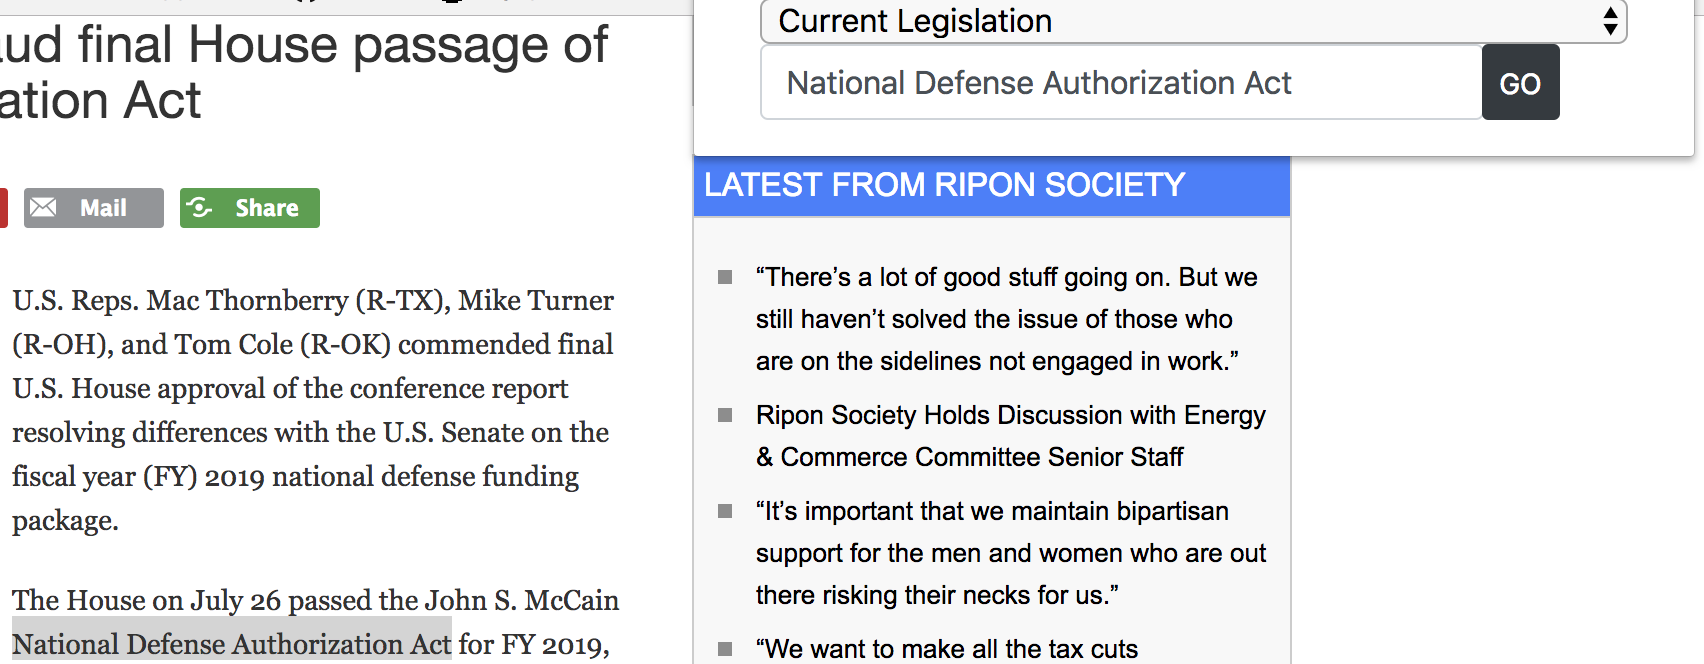 final House passage of
Act
Mail
Share
U.S. Reps. Mac Thornberry (R-TX), Mike Turner
(R-OH), and Tom Cole (R-OK) commended final
U.S. House approval of the conference report
resolving differences with the U.S. Senate on the
fiscal year (FY) 2019 national defense funding
package.
The House on July 26 passed the John S. McCain
National Defense Authorization Act for FY 2019,
Current Legislation
National Defense Authorization Act
GO
LATEST FROM RIPON SOCIETY
“There’s a lot of good stuff going on. But we
still haven’t solved the issue of those who
are on the sidelines not engaged in work.”
Ripon Society Holds Discussion with Energy
& Commerce Committee Senior Staff
“It’s important that we maintain bipartisan
support for the men and women who are out
there risking their necks for us.”
“We want to make all the tax cuts